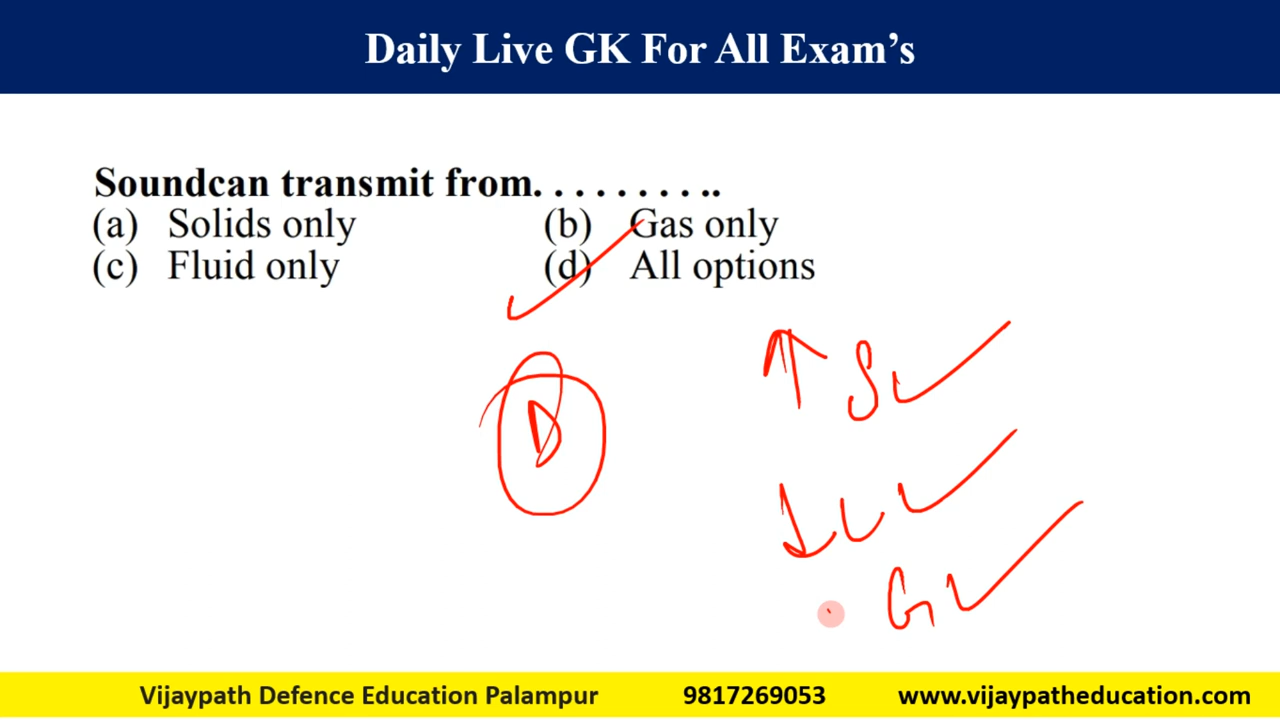 Daily Live GK For All Exam’s
Soundcan transmit from. . . . . . . . ..
(a) Solids only (b) Gas only
(c) Fluid only (d) All options
D
S
L
G
Vijaypath Defence Education Palampur 9817269053 www.vijaypatheducation.com